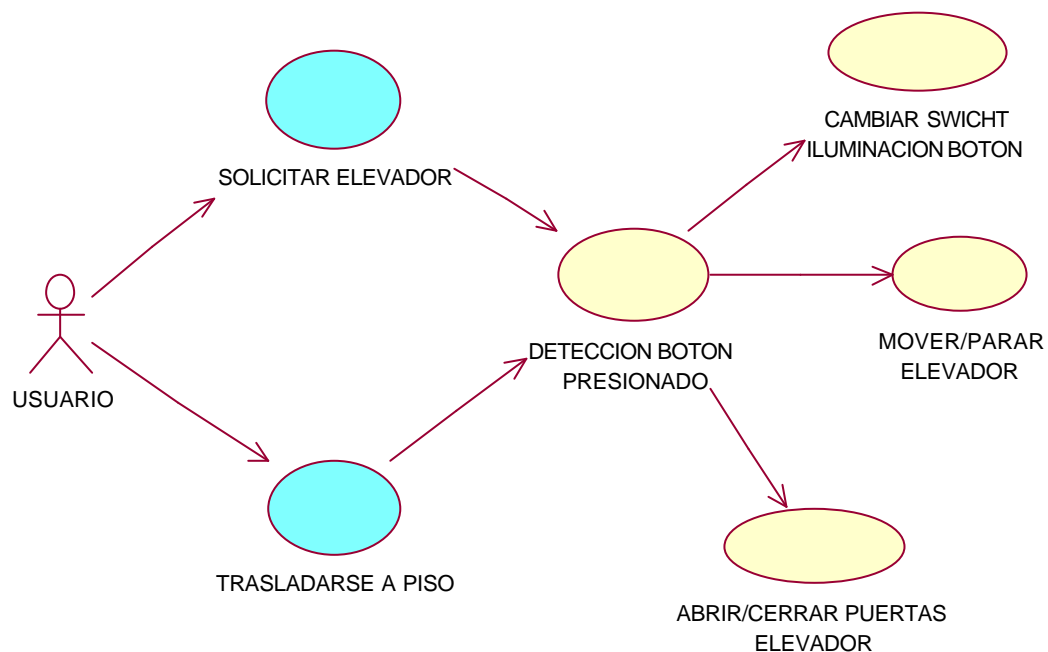 CAMBIAR SWICHT
ILUMINACION BOTON
SOLICITAR ELEVADOR
DETECCION BOTON
PRESIONADO
MOVER/PARAR
ELEVADOR
USUARIO
TRASLADARSE A PISO
ABRIR/CERRAR PUERTAS
ELEVADOR